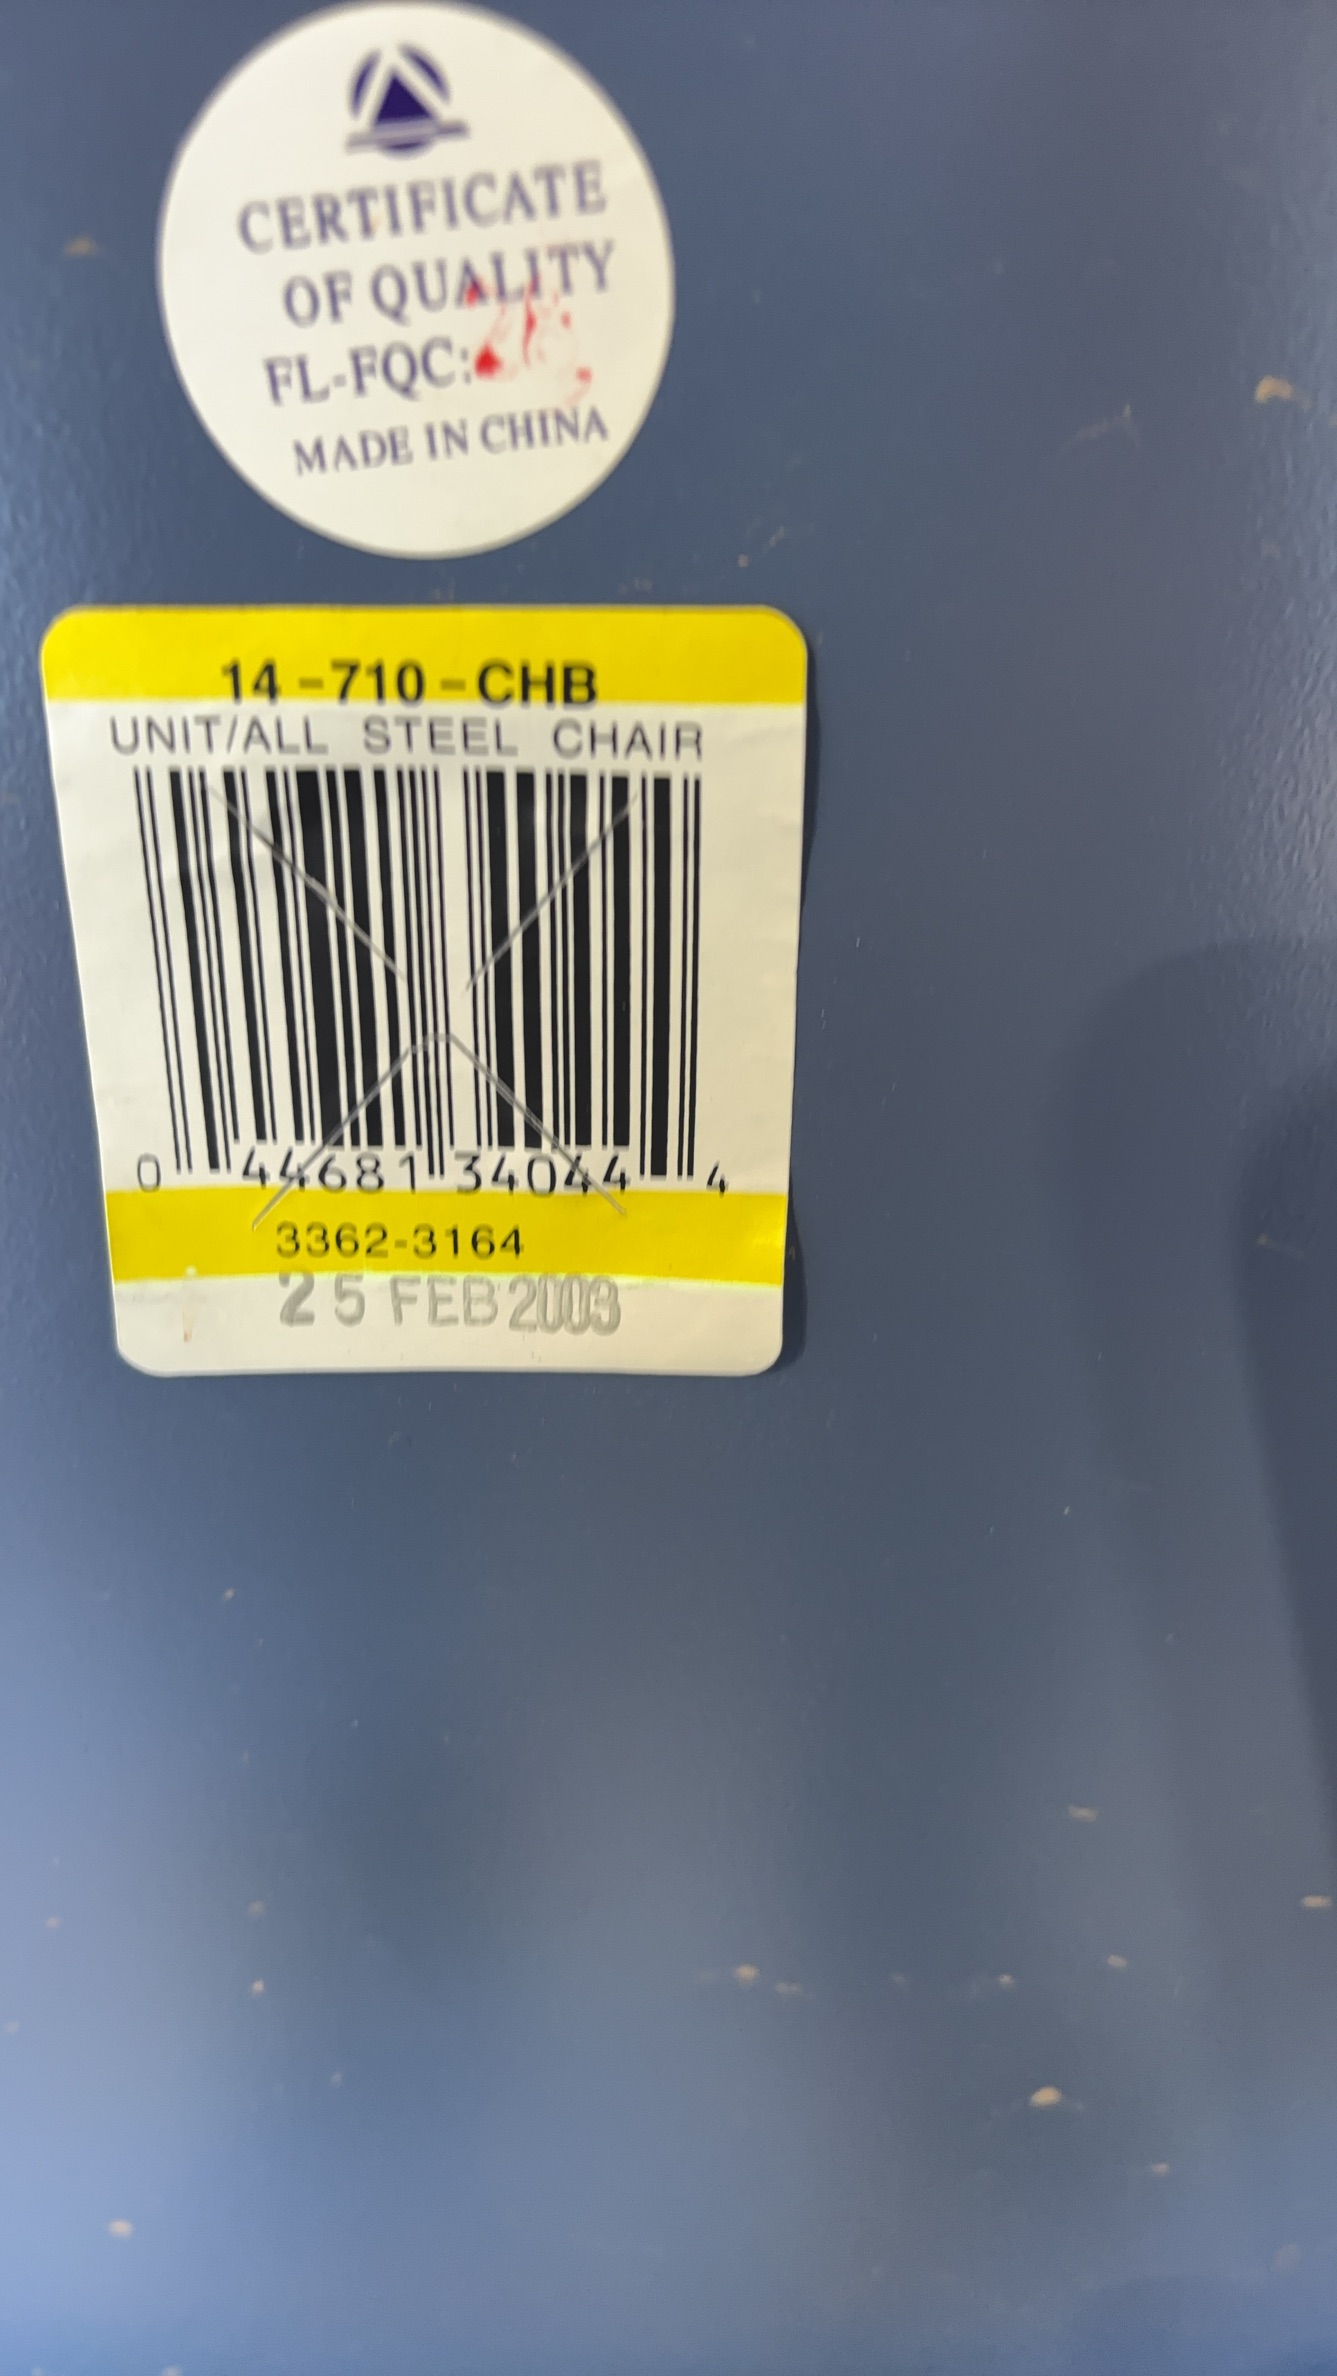 CERTIFICATE
OF QUALITY
FL-FQC:
MADE IN CHINA
14-710-CHB
UNIT/ALL STEEL CHAIR
0 44681 34044 4
3362-3164
25 FEB 2003